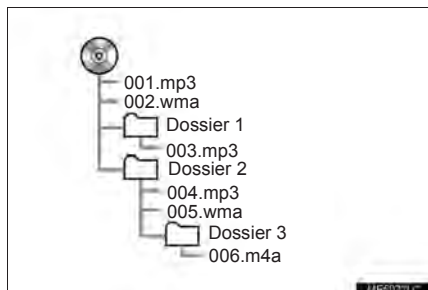 001.mp3
002.wma
Dossier 1
003.mp3
Dossier 2
004.mp3
005.wma
Dossier 3
006.m4a